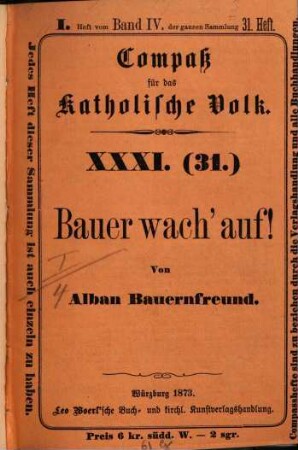 I. Heft vom Band IV. der ganzen Sammlung 31. Heft.
Jedes Heft dieser Sammlung ist auch einzeln zu haben.
Compaß
für das
Katholische Volk.
XXXI. (31.)
Bauer wach' auf!
Von
Alban Bauernfreund.
I
4
Würzburg 1873.
Leo Woerl'sche Buch- und kirchl. Kunstverlagshandlung.
Preis 6 kr. südd. W. — 2 sgr.
Compaßhefte sind zu beziehen durch die Verlagshandlung und alle Buchhandlungen.